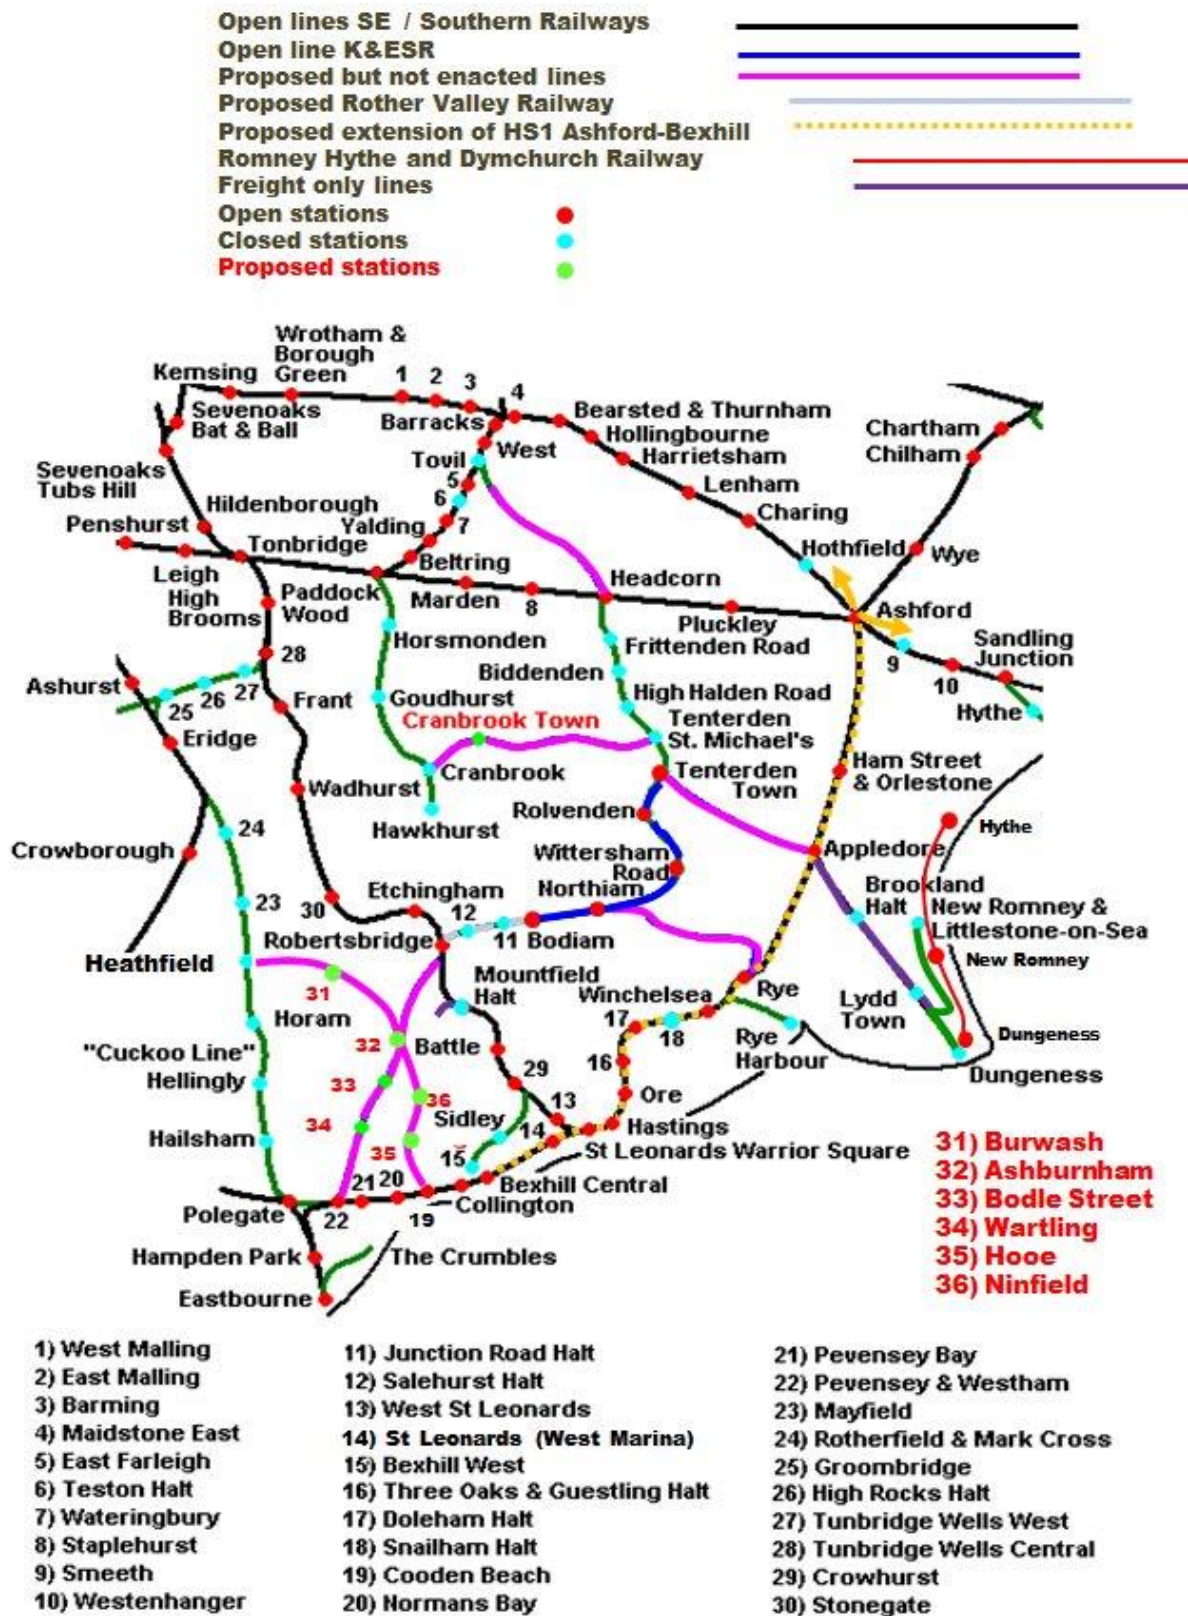 Open lines SE / Southern Railways
Open line K&ESR
Proposed but not enacted lines
Proposed Rother Valley Railway
Proposed extension of HS1 Ashford-Bexhill
Romney Hythe and Dymchurch Railway
Freight only lines
Open stations
Closed stations
Proposed stations
Wrotham &
Borough
Green
Kemsing
1
2
3
4
Sevenoaks
Bat & Ball
Barracks
Bearsted & Thurnham
Chartham
Hollingbourne
West
Chilham
Tovil
Harrietsham
Sevenoaks
Tubs Hill
5
Lenham
6
Hildenborough
Charing
Penshurst
Yalding
7
Tonbridge
Hothfield
Wye
Leigh
Beltring
High
Brooms
Paddock
Wood
Marden
8
Headcorn
Pluckley
Ashford
Horsmonden
Frittenden Road
Sandling
Junction
28
9
10
Biddenden
Ashurst
27
26
25
Frant
Goudhurst
High Halden Road
Hythe
Cranbrook Town
Tenterden
St. Michael's
Eridge
Cranbrook
Tenterden
Town
Ham Street
& Orlestone
Wadhurst
Hawkhurst
Rolvenden
24
Hythe
Crowborough
Wittersham
Road
Appledore
Etchingham
Northiam
Brookland
Halt
23
30
12
11
Bodiam
New Romney &
Littlestone-on-Sea
Robertsbridge
Heathfield
New Romney
Mountfield
Halt
Rye
31
Winchelsea
Lydd
Town
Horam
17
18
Rye
Harbour
Dungeness
32
Battle
"Cuckoo Line"
16
Dungeness
Hellingly
33
29
Ore
36
13
Hailsham
34
Sidley
14
Hastings
35
15
St Leonards Warrior Square
21
20
Bexhill Central
Polegate
22
19
Collington
Hampden Park
The Crumbles
Eastbourne
31) Burwash
32) Ashburnham
33) Bodle Street
34) Wartling
35) Hooe
36) Ninfield
1) West Malling
2) East Malling
3) Barming
4) Maidstone East
5) East Farleigh
6) Teston Halt
7) Wateringbury
8) Staplehurst
9) Smeeth
10) Westenhanger
11) Junction Road Halt
12) Salehurst Halt
13) West St Leonards
14) St Leonards (West Marina)
15) Bexhill West
16) Three Oaks & Guestling Halt
17) Doleham Halt
18) Snailham Halt
19) Cooden Beach
20) Normans Bay
21) Pevensey Bay
22) Pevensey & Westham
23) Mayfield
24) Rotherfield & Mark Cross
25) Groombridge
26) High Rocks Halt
27) Tunbridge Wells West
28) Tunbridge Wells Central
29) Crowhurst
30) Stonegate